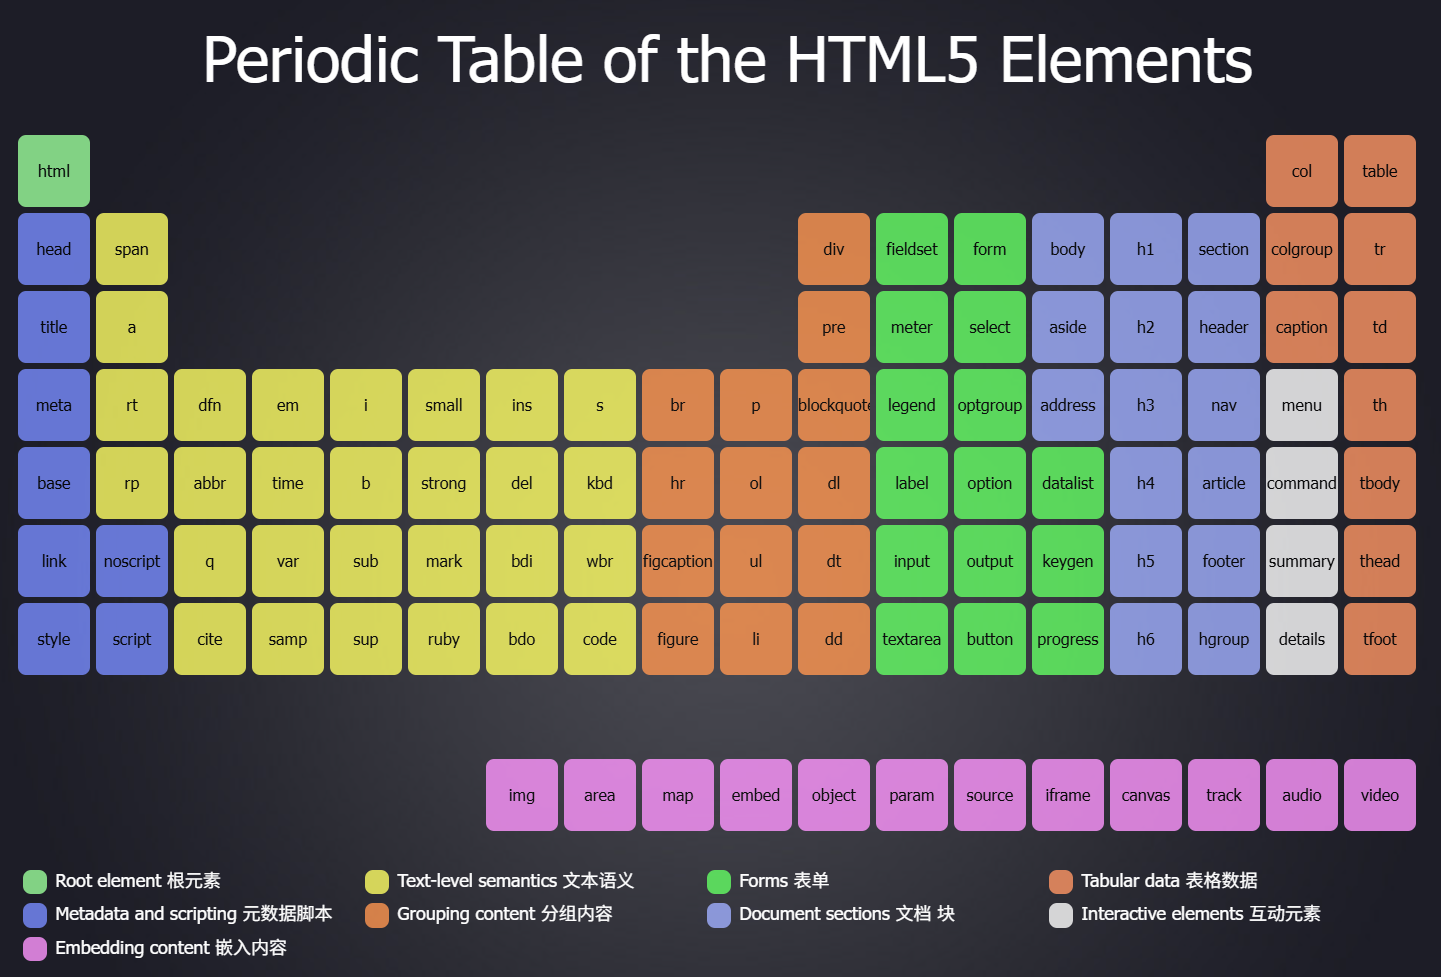 Periodic Table of the HTML5 Elements
html col table
head span div fieldset form body h1 section colgroup tr
title a pre meter select aside h2 header caption td
meta rt dfn em i small ins s br p blockquote legend optgroup address h3 nav menu th
base rp abbr time b strong del kbd hr ol dl label option datalist h4 article command tbody
link noscript q var sub mark bdi wbr figcaption ul dt input output keygen h5 footer summary thead
style script cite samp sup ruby bdo code figure li dd textarea button progress h6 hgroup details tfoot
img area map embed object param source iframe canvas track audio video
Root element 根元素 Text-level semantics 文本语义 Forms 表单 Tabular data 表格数据
Metadata and scripting 元数据脚本 Grouping content 分组内容 Document sections 文档 块 Interactive elements 互动元素
Embedding content 嵌入内容